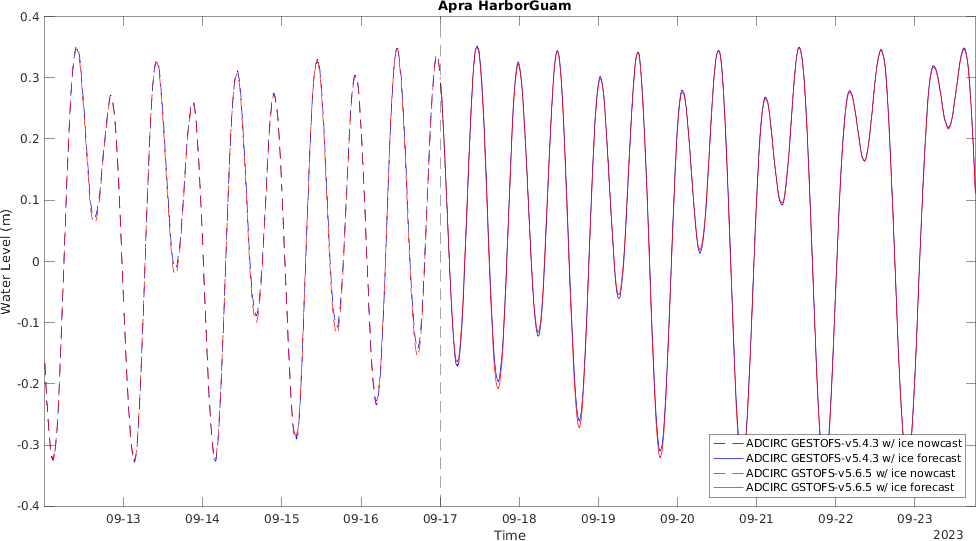 Apra HarborGuam
0.4
0.3
0.2
0.1
0
-0.1
-0.2
-0.3
-0.4
Water Level (m)
ADCIRC GESTOFS-v5.4.3 w/ ice nowcast
ADCIRC GESTOFS-v5.4.3 w/ ice forecast
ADCIRC GSTOFS-v5.6.5 w/ ice nowcast
ADCIRC GSTOFS-v5.6.5 w/ ice forecast
09-13 09-14 09-15 09-16 09-17 09-18 09-19 09-20 09-21 09-22 09-23
Time
2023